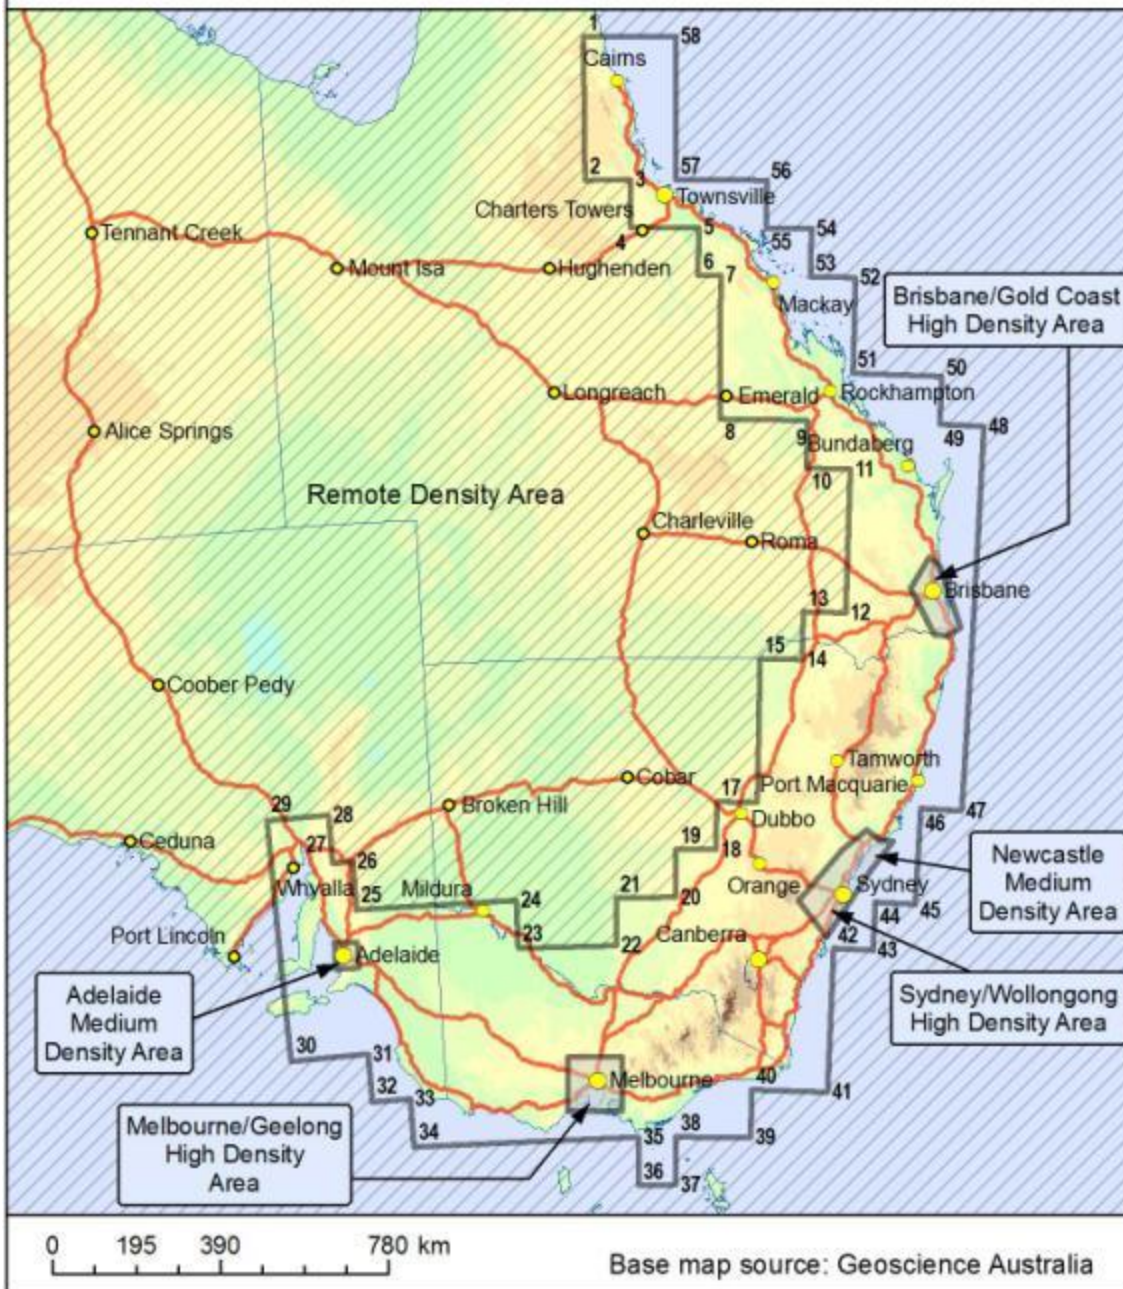 1
58
Cairns
2
57
56
3
Townsville
Charters Towers
4
5
55
54
Tennant Creek
Mount Isa
Hughenden
6
7
53
52
Mackay
Brisbane/Gold Coast
High Density Area
51
50
Longreach
Emerald
Rockhampton
Alice Springs
8
9
Bundaberg
49
48
10
11
Remote Density Area
Charleville
Roma
Brisbane
13
12
15
14
Coober Pedy
Tamworth
Cobar
17
Port Macquarie
Broken Hill
29
28
Dubbo
46
47
Ceduna
27
26
19
18
Newcastle
Medium
Density Area
Whyalla
25
Mildura
24
21
20
Orange
Sydney
44
45
Port Lincoln
23
22
Canberra
42
43
Adelaide
Adelaide
Medium
Density Area
Sydney/Wollongong
High Density Area
30
31
32
33
Melbourne
40
41
34
35
38
39
Melbourne/Geelong
High Density
Area
36
37
0 195 390 780 km
Base map source: Geoscience Australia